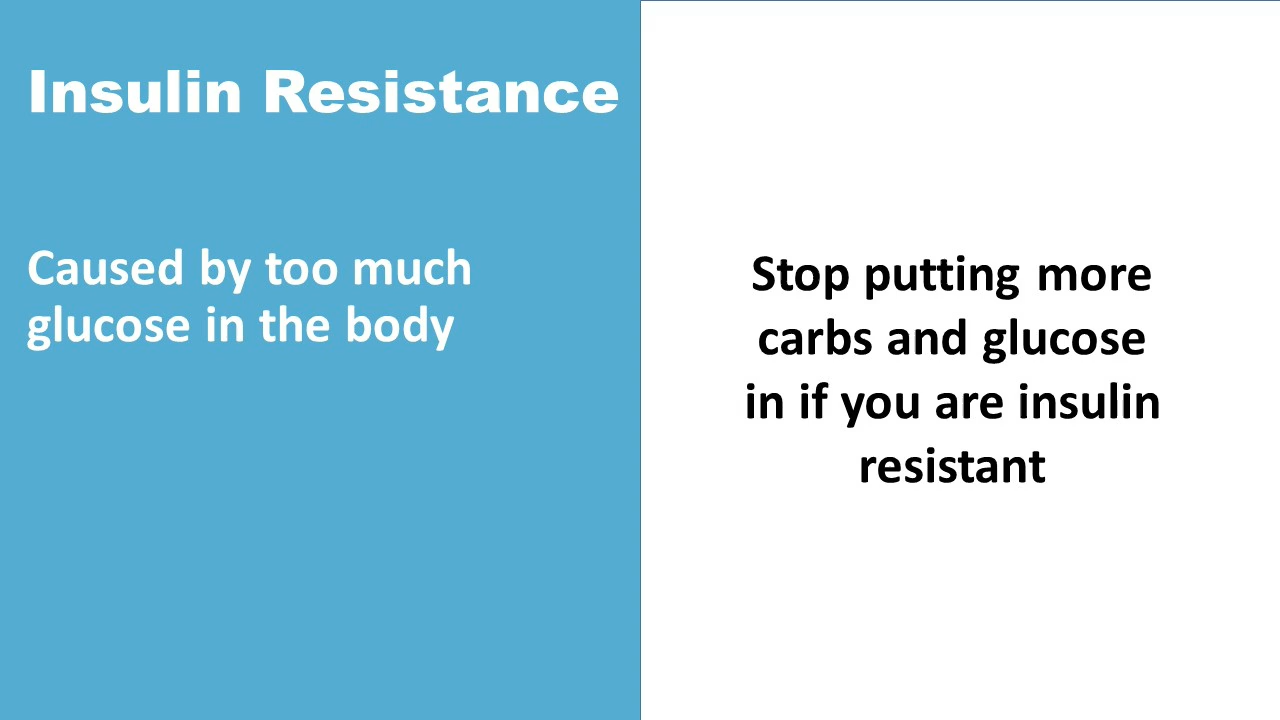 Insulin Resistance
Caused by too much
glucose in the body
Stop putting more
carbs and glucose
in if you are insulin
resistant